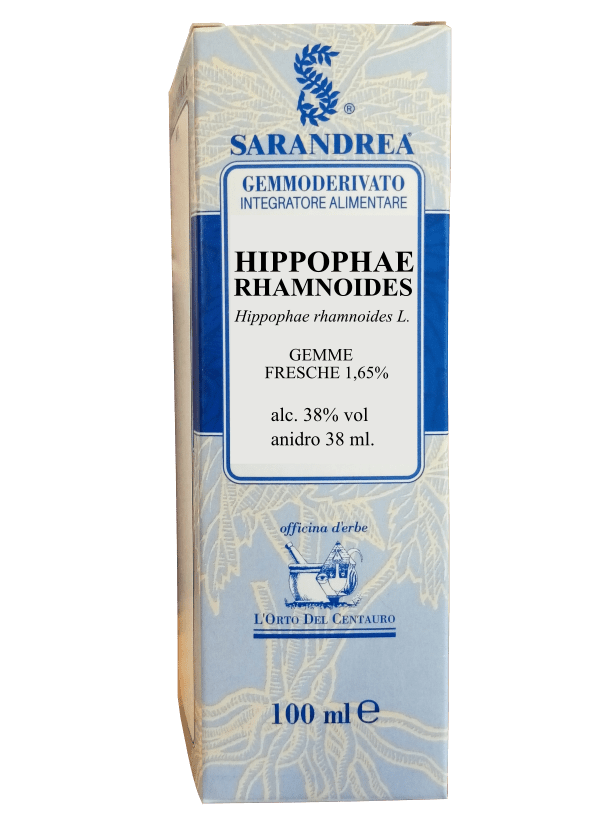 ®
SARANDREA®
GEMMODERIVATO
INTEGRATORE ALIMENTARE
HIPPOPHAE
RHAMNOIDES
Hippophae rhamnoides L.
GEMME
FRESCHE 1,65%
alc. 38% vol
anidro 38 ml.
officina d'erbe
L'ORTO DEL CENTAURO
100 ml ℮